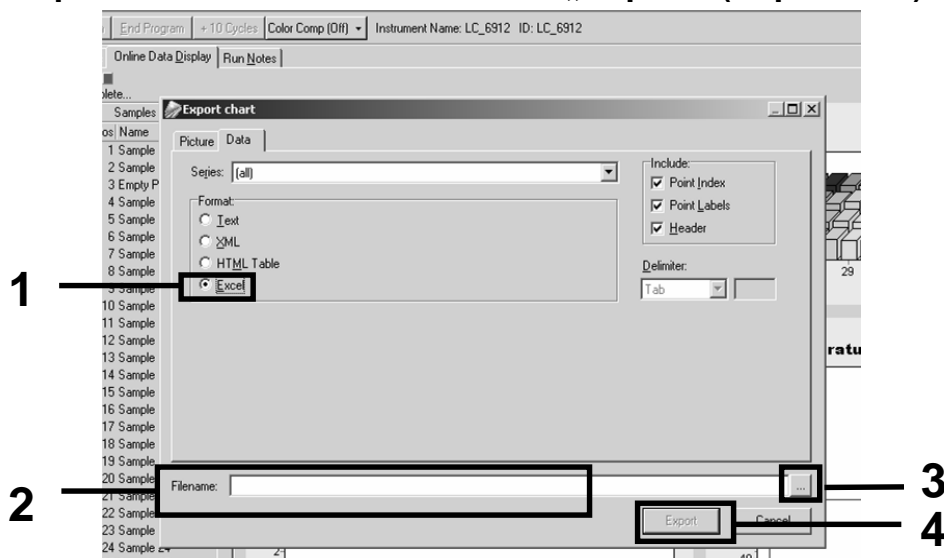 End Program + 10 Cycles Color Comp (Off) Instrument Name: LC_6912 ID: LC_6912
Online Data Display Run Notes
Samples
Export chart
Name
Picture Data
1 Sample
2 Sample
3 Empty P
4 Sample
5 Sample
6 Sample
7 Sample
8 Sample
10 Sample
11 Sample
12 Sample
13 Sample
14 Sample
15 Sample
16 Sample
17 Sample
18 Sample
19 Sample
20 Sample
21 Sample
22 Sample
23 Sample
24 Sample 24
Series: (all)
Format:
Text
XML
HTML Table
Excel
Include:
Point Index
Point Labels
Header
Delimiter:
Tab
Filename:
...
Export Cancel
29
ratu
1
2
3
4